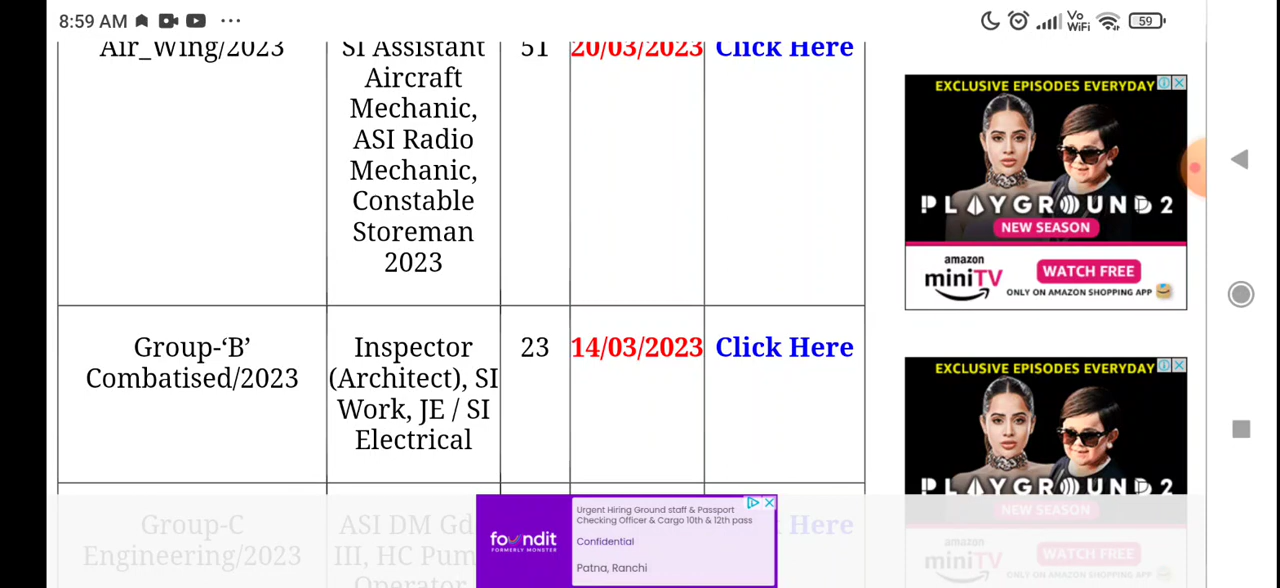 8:59 AM ...
Vo
WiFi
59
Air_Wing/2023
SI Assistant
Aircraft
Mechanic,
ASI Radio
Mechanic,
Constable
Storeman
2023
51
20/03/2023
Click Here
Group-‘B’
Combatised/2023
Inspector
(Architect), SI
Work, JE / SI
Electrical
23
14/03/2023
Click Here
Group-C
Engineering/2023
ASI DM Gd
III, HC Pum
Operator
Here
EXCLUSIVE EPISODES EVERYDAY
PLAYGROUND 2
NEW SEASON
amazon
miniTV
WATCH FREE
ONLY ON AMAZON SHOPPING APP
EXCLUSIVE EPISODES EVERYDAY
PLAYGROUND 2
NEW SEASON
amazon
miniTV
WATCH FREE
ONLY ON AMAZON SHOPPING APP
foundit
FORMERLY MONSTER
Urgent Hiring Ground staff & Passport
Checking Officer & Cargo 10th & 12th pass
Confidential
Patna, Ranchi